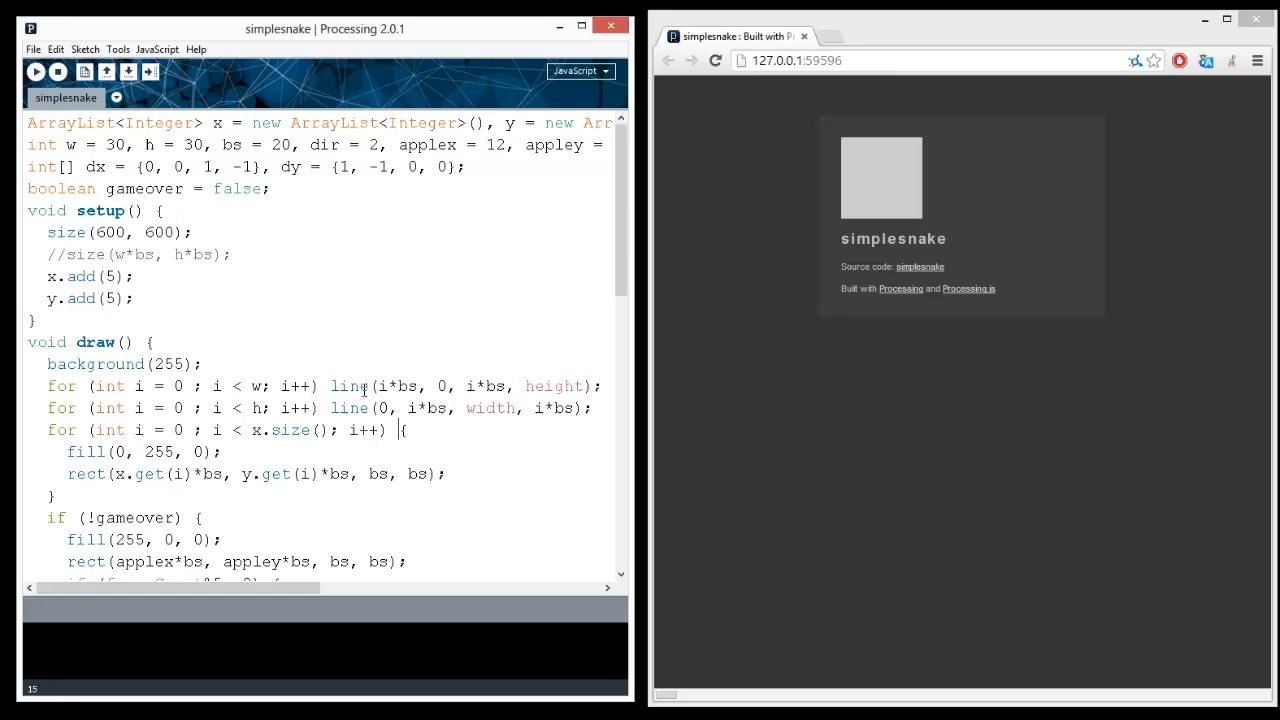 simplesnake | Processing 2.0.1
File Edit Sketch Tools JavaScript Help
JavaScript
simplesnake
ArrayList<Integer> x = new ArrayList<Integer>(), y = new Arr
int w = 30, h = 30, bs = 20, dir = 2, applex = 12, appley =
int[] dx = {0, 0, 1, -1}, dy = {1, -1, 0, 0};
boolean gameover = false;
void setup() {
size(600, 600);
//size(w*bs, h*bs);
x.add(5);
y.add(5);
}
void draw() {
background(255);
for (int i = 0 ; i < w; i++) line(i*bs, 0, i*bs, height);
for (int i = 0 ; i < h; i++) line(0, i*bs, width, i*bs);
for (int i = 0 ; i < x.size(); i++) {
fill(0, 255, 0);
rect(x.get(i)*bs, y.get(i)*bs, bs, bs);
}
if (!gameover) {
fill(255, 0, 0);
rect(applex*bs, appley*bs, bs, bs);
15
simplesnake : Built with P
127.0.0.1:59596
simplesnake
Source code: simplesnake
Built with Processing and Processing.js